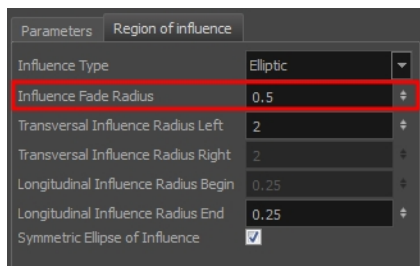 Parameters Region of influence
Influence Type Elliptic
Influence Fade Radius 0.5
Transversal Influence Radius Left 2
Transversal Influence Radius Right 2
Longitudinal Influence Radius Begin 0.25
Longitudinal Influence Radius End 0.25
Symmetric Ellipse of Influence